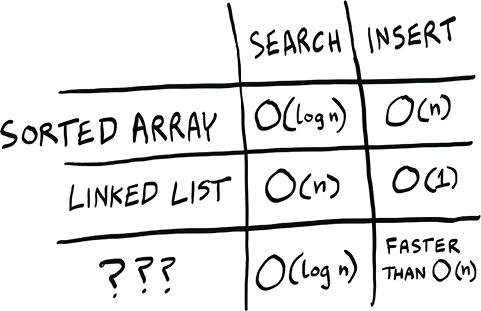 SEARCH INSERT
SORTED ARRAY O(log n) O(n)
LINKED LIST O(n) O(1)
??? O(log n) FASTER
THAN O(n)